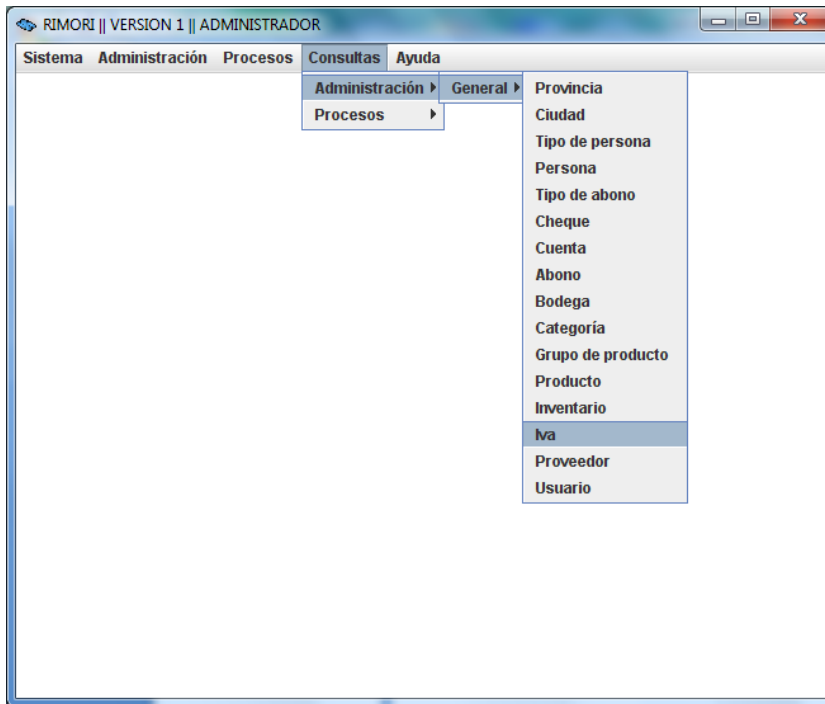 RIMORI || VERSION 1 || ADMINISTRADOR
Sistema Administración Procesos Consultas Ayuda
Administración General Provincia
Procesos Ciudad
Tipo de persona
Persona
Tipo de abono
Cheque
Cuenta
Abono
Bodega
Categoría
Grupo de producto
Producto
Inventario
Iva
Proveedor
Usuario